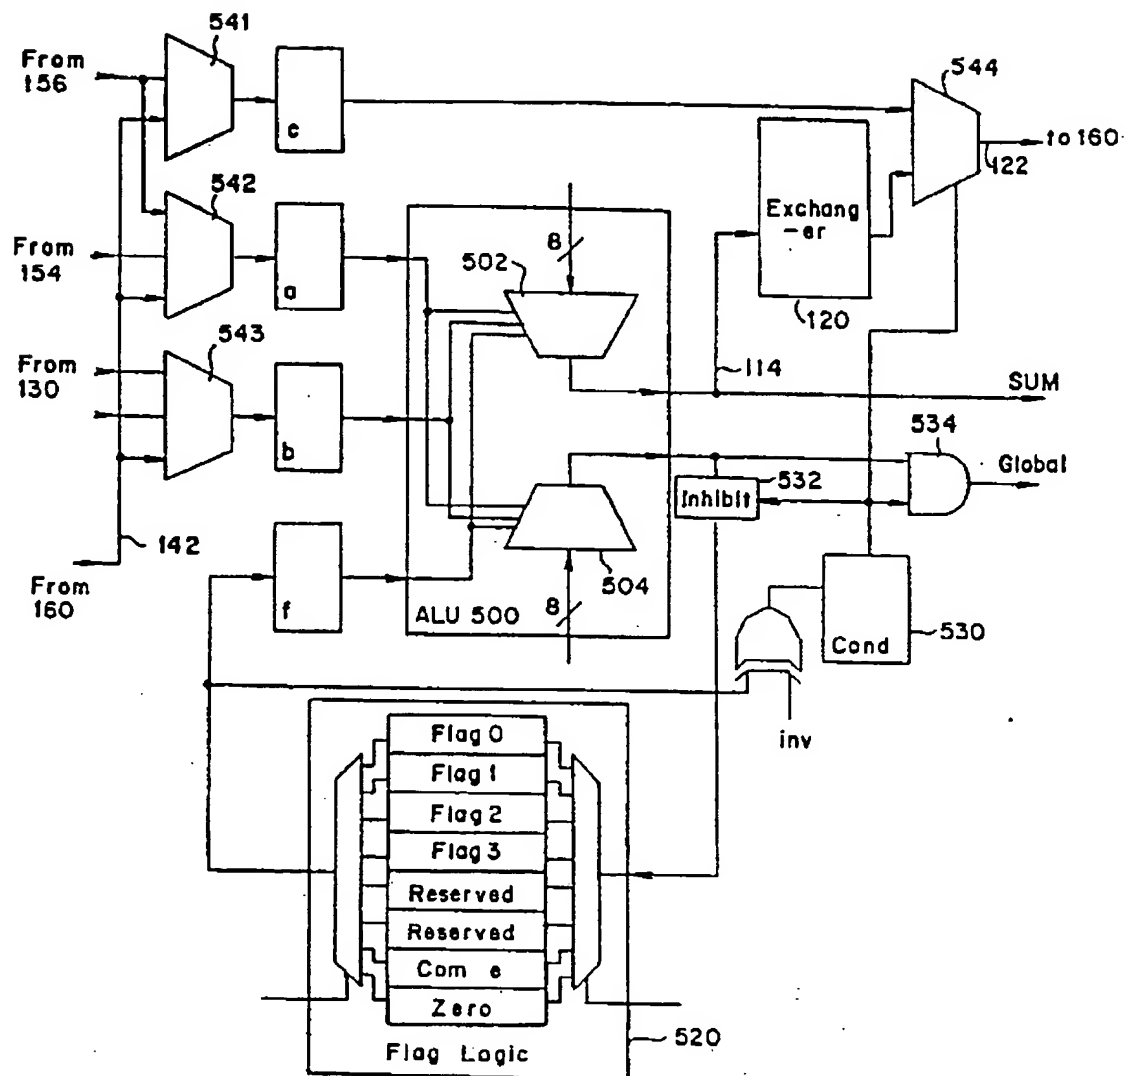 541
From
156
c
544
to 160
122
542
From
154
a
8
502
Exchang
-er
120
543
From
130
b
114
SUM
534
Global
532
Inhibit
142
From
160
f
504
8
ALU 500
Cond
530
inv
Flag 0
Flag 1
Flag 2
Flag 3
Reserved
Reserved
Com e
Zero
Flag Logic
520